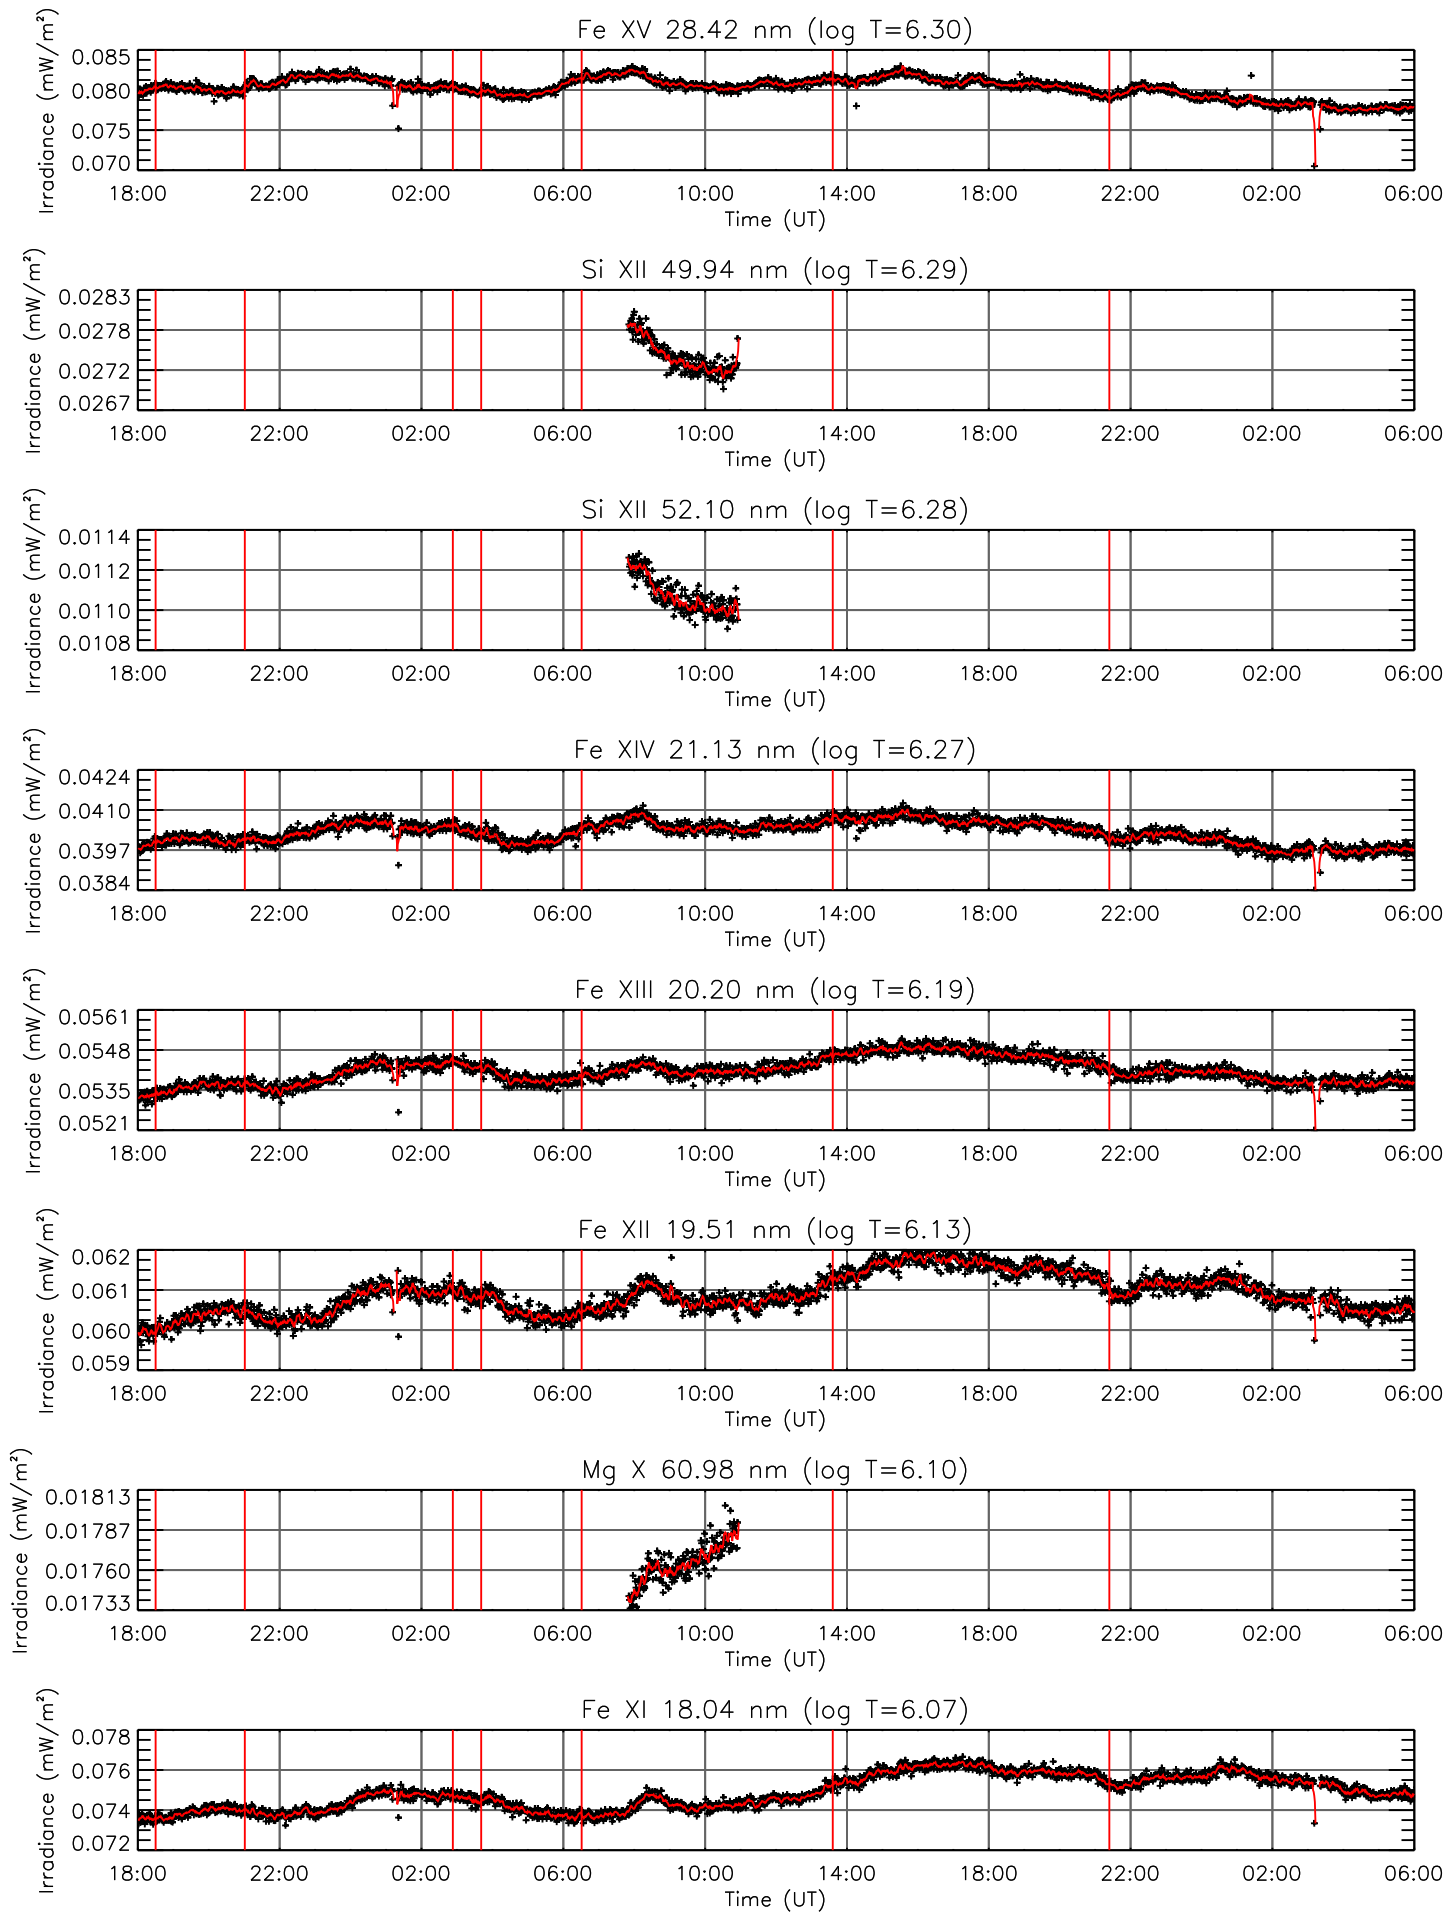 Fe XV 28.42 nm (log T=6.30)
Irradiance (mW/m²)
0.085
0.080
0.075
0.070
18:00 22:00 02:00 06:00 10:00 14:00 18:00 22:00 02:00 06:00
Time (UT)
Si XII 49.94 nm (log T=6.29)
Irradiance (mW/m²)
0.0283
0.0278
0.0272
0.0267
18:00 22:00 02:00 06:00 10:00 14:00 18:00 22:00 02:00 06:00
Time (UT)
Si XII 52.10 nm (log T=6.28)
Irradiance (mW/m²)
0.0114
0.0112
0.0110
0.0108
18:00 22:00 02:00 06:00 10:00 14:00 18:00 22:00 02:00 06:00
Time (UT)
Fe XIV 21.13 nm (log T=6.27)
Irradiance (mW/m²)
0.0424
0.0410
0.0397
0.0384
18:00 22:00 02:00 06:00 10:00 14:00 18:00 22:00 02:00 06:00
Time (UT)
Fe XIII 20.20 nm (log T=6.19)
Irradiance (mW/m²)
0.0561
0.0548
0.0535
0.0521
18:00 22:00 02:00 06:00 10:00 14:00 18:00 22:00 02:00 06:00
Time (UT)
Fe XII 19.51 nm (log T=6.13)
Irradiance (mW/m²)
0.062
0.061
0.060
0.059
18:00 22:00 02:00 06:00 10:00 14:00 18:00 22:00 02:00 06:00
Time (UT)
Mg X 60.98 nm (log T=6.10)
Irradiance (mW/m²)
0.01813
0.01787
0.01760
0.01733
18:00 22:00 02:00 06:00 10:00 14:00 18:00 22:00 02:00 06:00
Time (UT)
Fe XI 18.04 nm (log T=6.07)
Irradiance (mW/m²)
0.078
0.076
0.074
0.072
18:00 22:00 02:00 06:00 10:00 14:00 18:00 22:00 02:00 06:00
Time (UT)